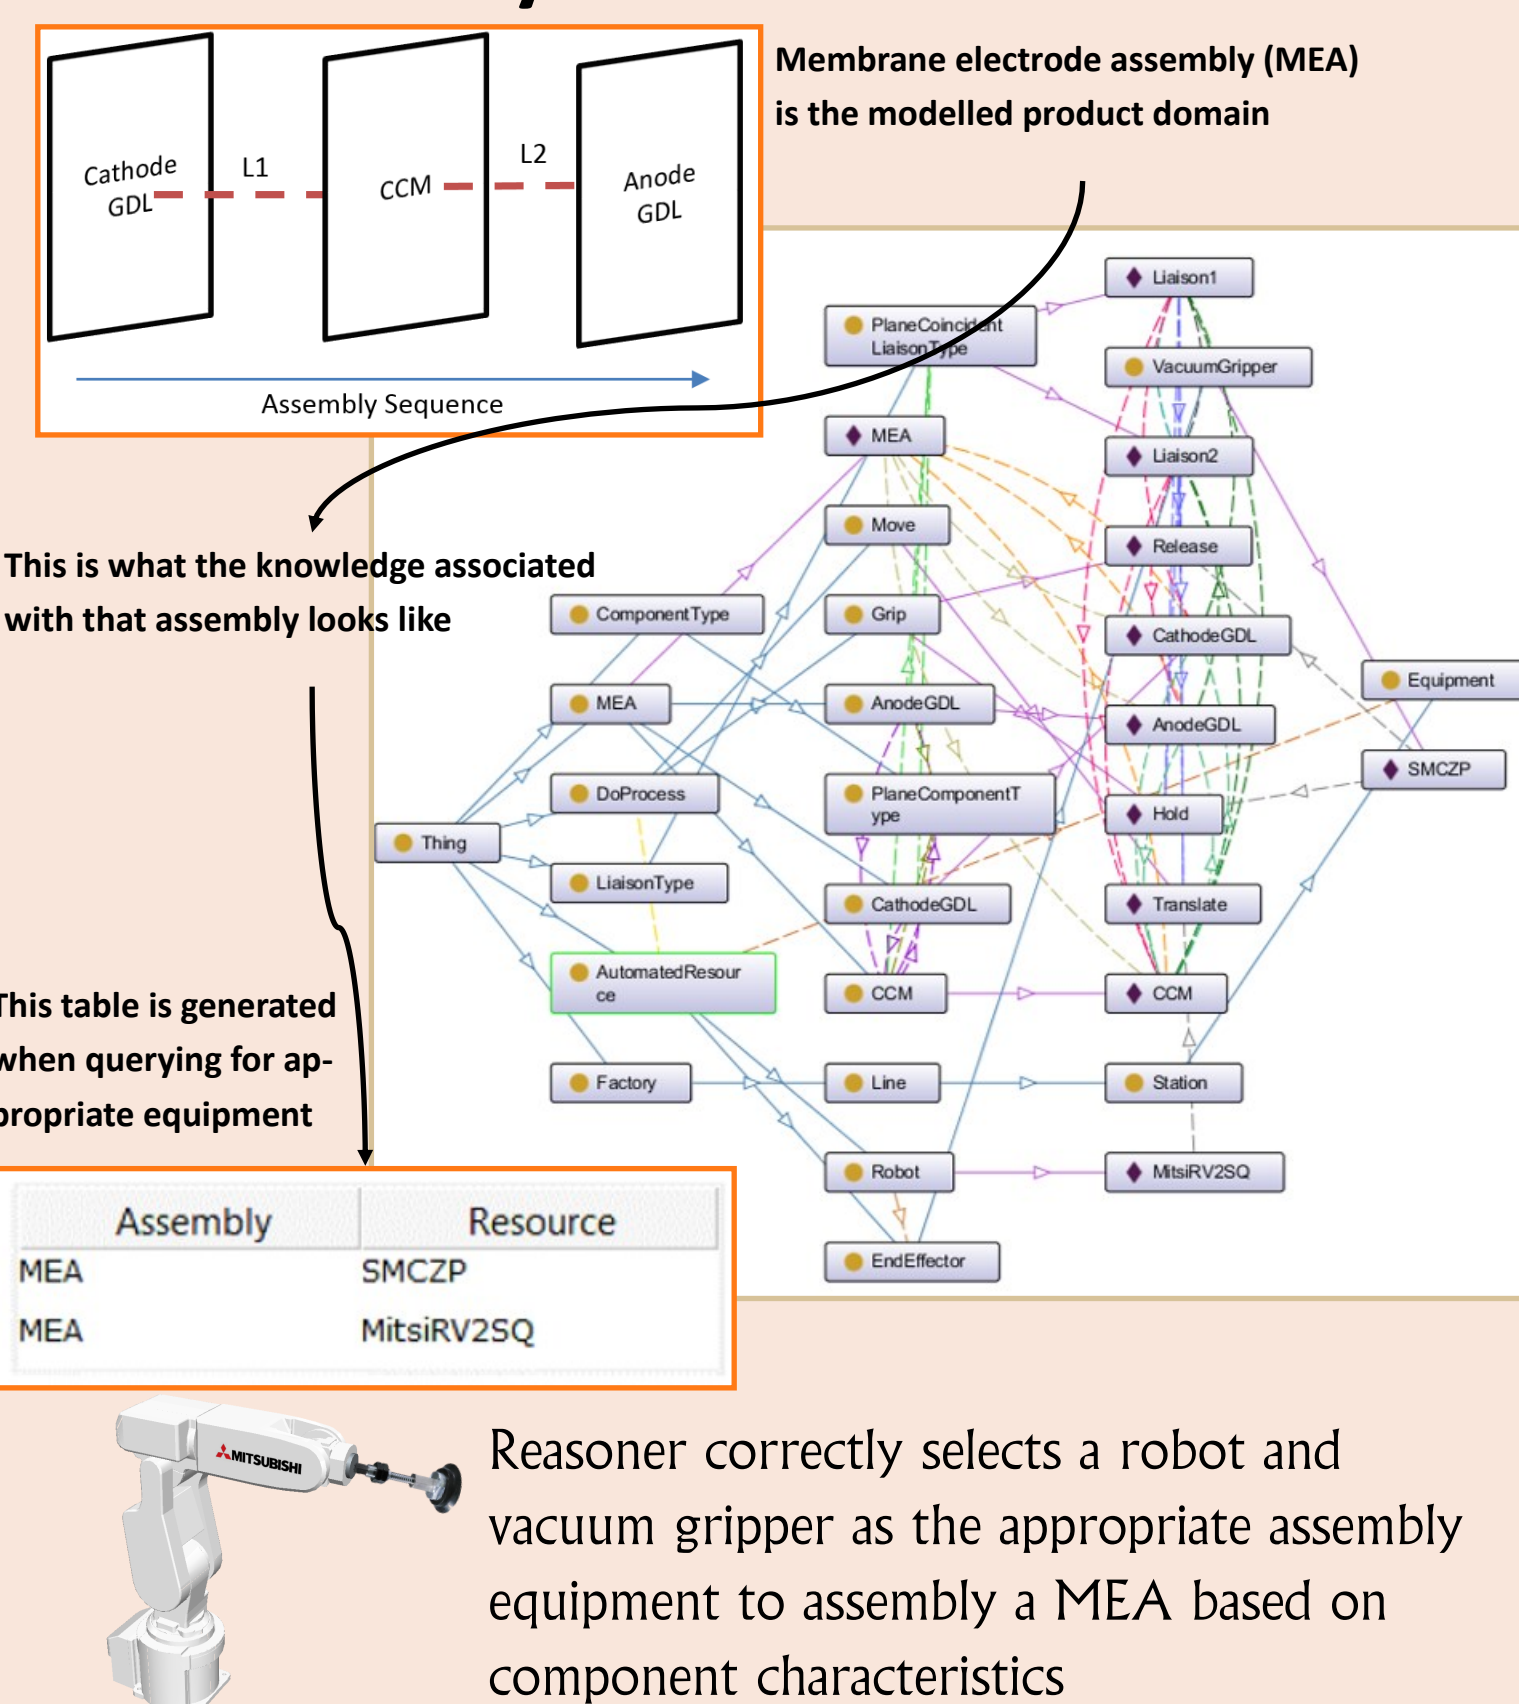 Cathode
GDL
L1
CCM
L2
Anode
GDL
Assembly Sequence
Membrane electrode assembly (MEA)
is the modelled product domain
This is what the knowledge associated
with that assembly looks like
This table is generated
when querying for ap-
propriate equipment
Thing
ComponentType
MEA
DoProcess
LiaisonType
AutomatedResour
ce
Factory
PlaneCoincident
LiaisonType
MEA
Move
Grip
AnodeGDL
PlaneComponentT
ype
CathodeGDL
CCM
Line
Robot
EndEffector
Liaison1
VacuumGripper
Liaison2
Release
CathodeGDL
AnodeGDL
Hold
Translate
CCM
Station
MitsiRV2SQ
Equipment
SMCZP
Assembly Resource
MEA SMCZP
MEA MitsiRV2SQ
MITSUBISHI
Reasoner correctly selects a robot and
vacuum gripper as the appropriate assembly
equipment to assembly a MEA based on
component characteristics